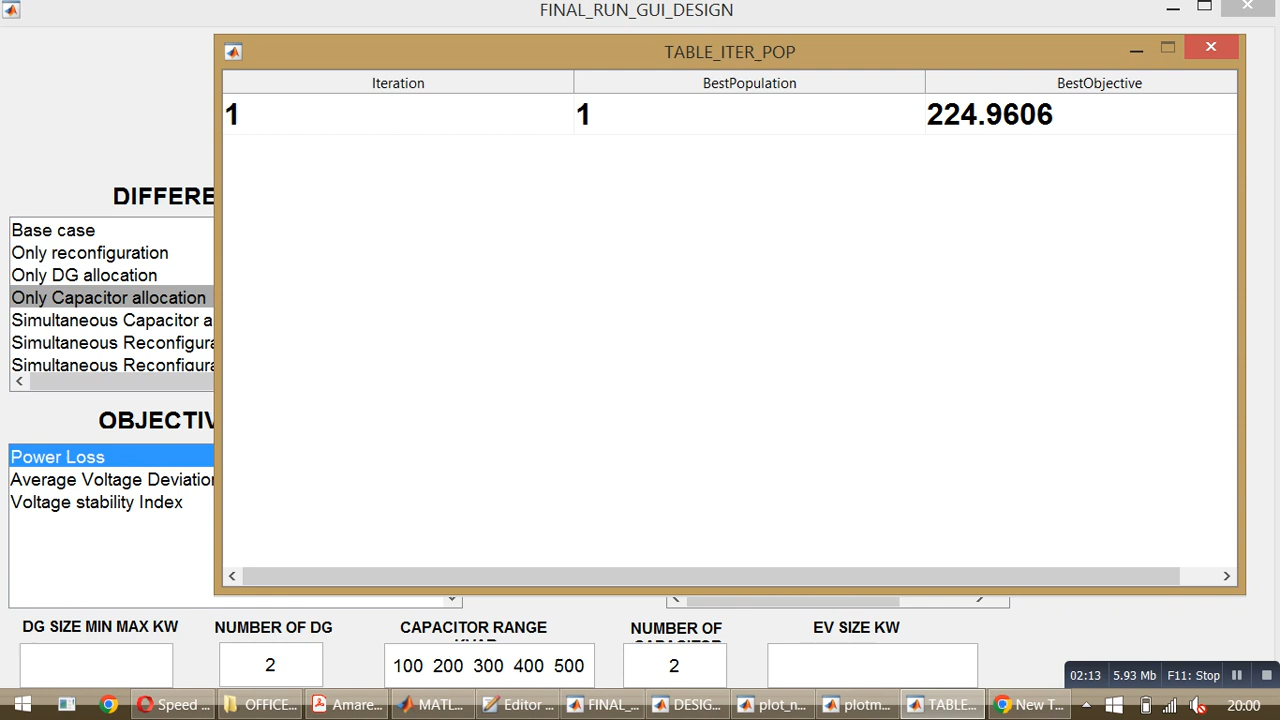 FINAL_RUN_GUI_DESIGN
TABLE_ITER_POP
Iteration BestPopulation BestObjective
1 1 224.9606
DIFFERE
Base case
Only reconfiguration
Only DG allocation
Only Capacitor allocation
Simultaneous Capacitor a
Simultaneous Reconfigura
Simultaneous Reconfigura
OBJECTIV
Power Loss
Average Voltage Deviation
Voltage stability Index
DG SIZE MIN MAX KW NUMBER OF DG CAPACITOR RANGE KVAR NUMBER OF CAPACITOR EV SIZE KW
2 100 200 300 400 500 2
02:13 5.93 Mb F11: Stop
Speed ... OFFICE... Amare... MATL... Editor ... FINAL_... DESIG... plot_n... plotm... TABLE... New T... 20:00